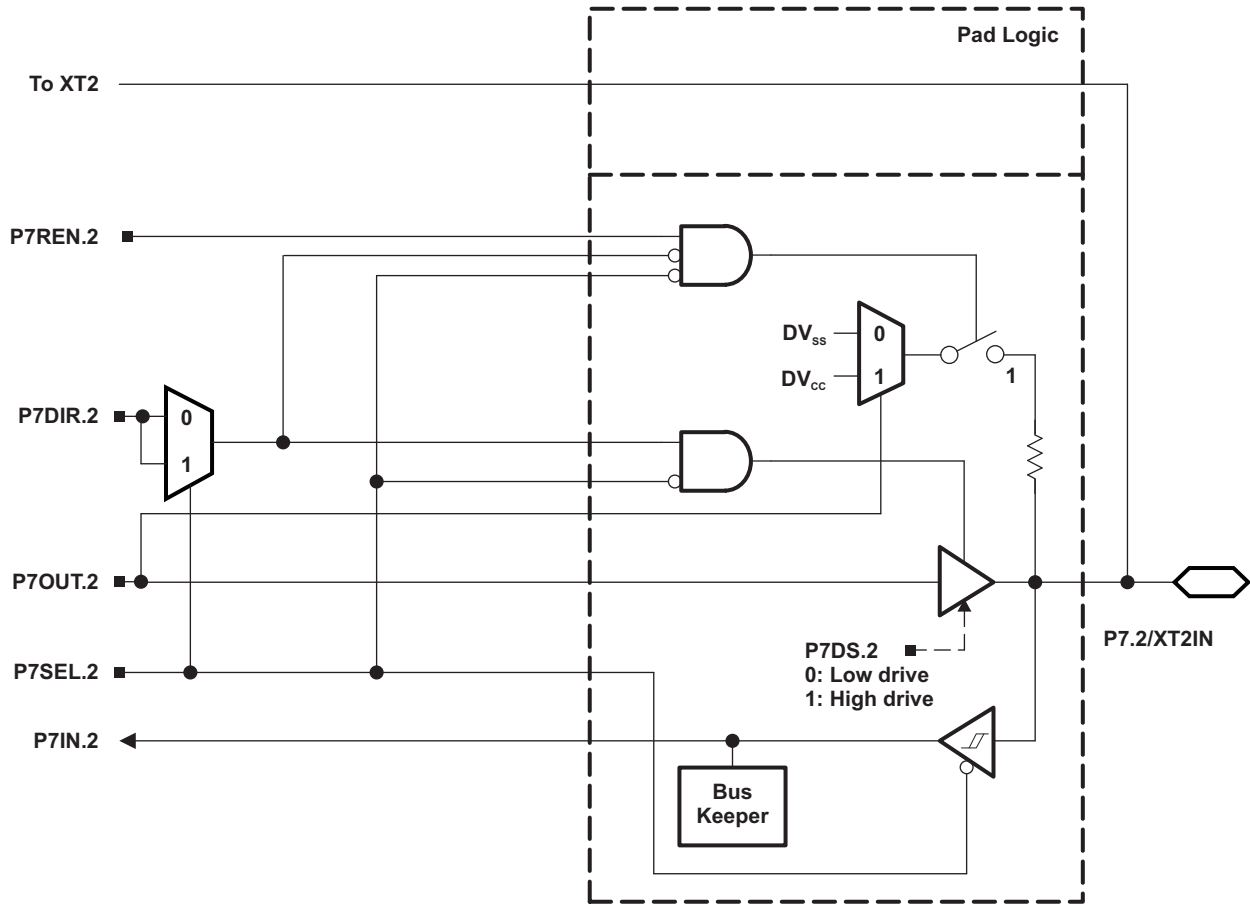 Pad Logic
To XT2
P7REN.2
DVSS
0
DVCC
1
1
P7DIR.2
0
1
P7OUT.2
P7.2/XT2IN
P7SEL.2
P7DS.2
0: Low drive
1: High drive
P7IN.2
Bus
Keeper